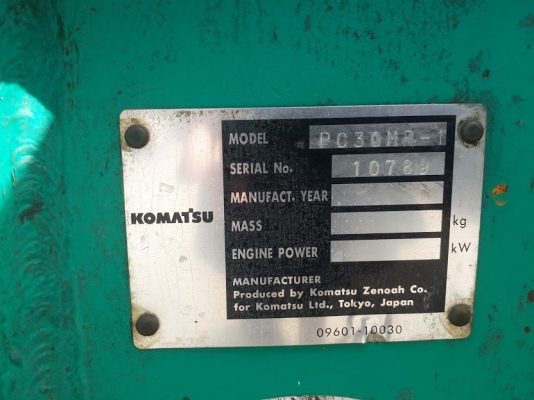 MODEL PC30MR-1
SERIAL No. 10789
MANUFACT. YEAR
KOMATSU
MASS kg
ENGINE POWER kW
MANUFACTURER
Produced by Komatsu Zenoah Co.
for Komatsu Ltd., Tokyo, Japan
09601-10030